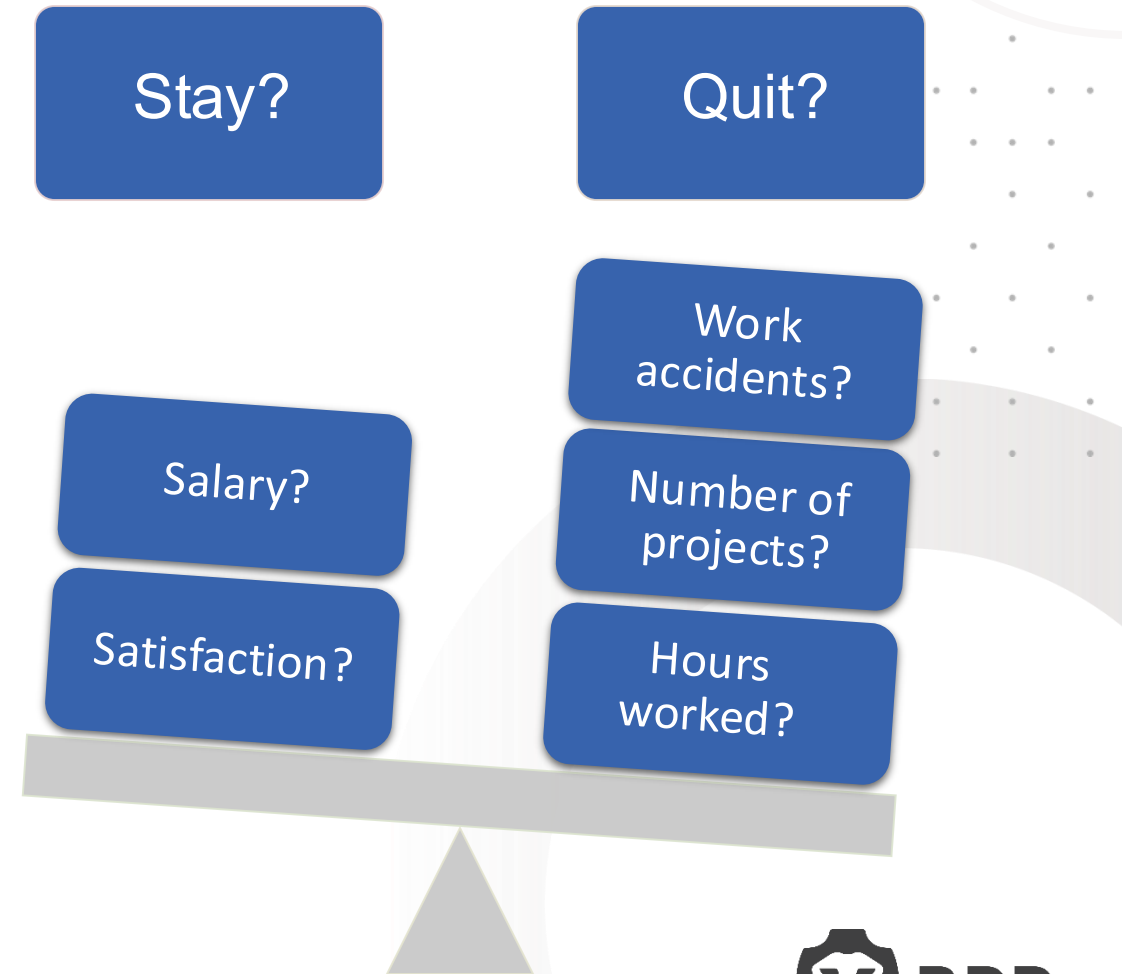 Stay?
Quit?
Salary?
Satisfaction?
Work
accidents?
Number of
projects?
Hours
worked?